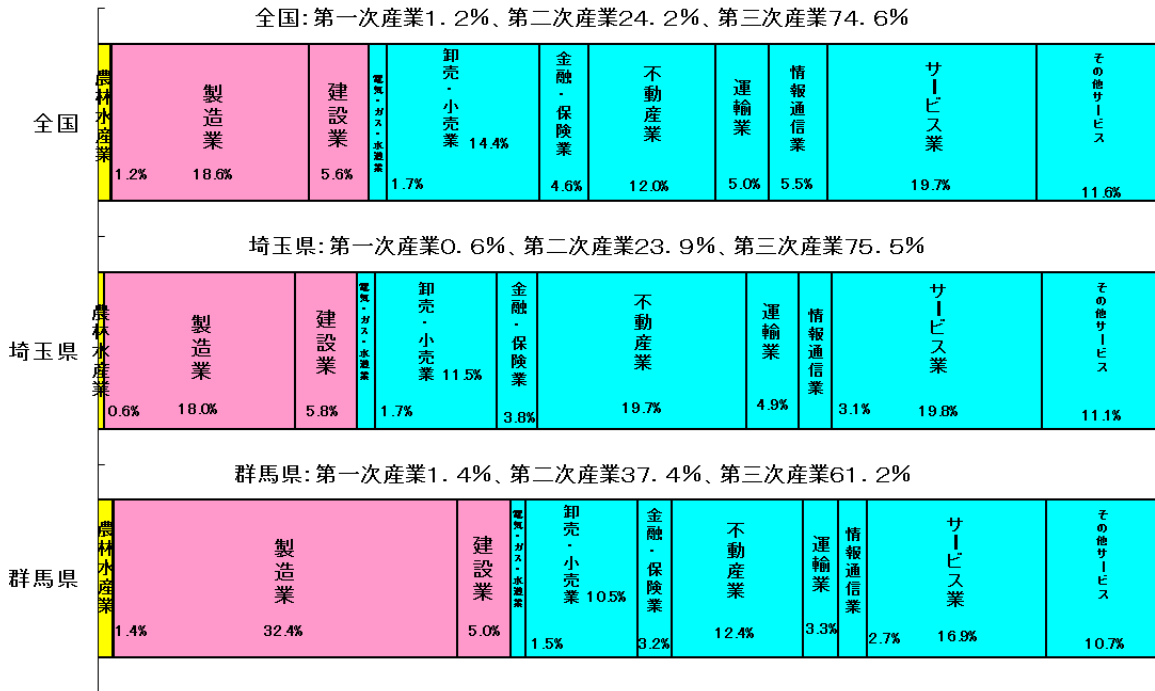 全国:第一次産業1.2%、第二次産業24.2%、第三次産業74.6%
全国
農林水産業
1.2%
製造業
18.6%
建設業
5.6%
電気・ガス・水道業
1.7%
卸売・小売業
14.4%
金融・保険業
4.6%
不動産業
12.0%
運輸業
5.0%
情報通信業
5.5%
サービス業
19.7%
その他サービス
11.6%
埼玉県:第一次産業0.6%、第二次産業23.9%、第三次産業75.5%
埼玉県
農林水産業
0.6%
製造業
18.0%
建設業
5.8%
電気・ガス・水道業
1.7%
卸売・小売業
11.5%
金融・保険業
3.8%
不動産業
19.7%
運輸業
4.9%
情報通信業
3.1%
サービス業
19.8%
その他サービス
11.1%
群馬県:第一次産業1.4%、第二次産業37.4%、第三次産業61.2%
群馬県
農林水産業
1.4%
製造業
32.4%
建設業
5.0%
電気・ガス・水道業
1.5%
卸売・小売業
10.5%
金融・保険業
3.2%
不動産業
12.4%
運輸業
3.3%
情報通信業
2.7%
サービス業
16.9%
その他サービス
10.7%